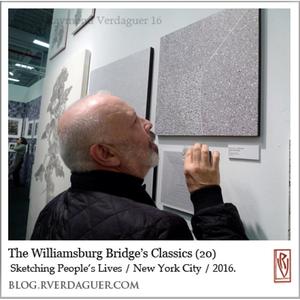 Raymond Verdaguer 16
The Williamsburg Bridge's Classics (20)
Sketching People's Lives / New York City / 2016.
BLOG.RVERDAGUER.COM